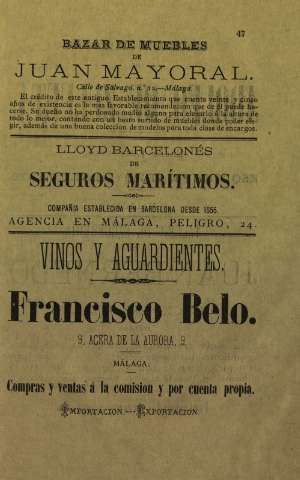 47
BAZAR DE MUEBLES
DE
JUAN MAYORAL.
Calle de Salvago, n.º 12,—Málaga.
El crédito de este antiguo Establecimiento que cuenta veinte y cinco
años de existencia es la mas favorable recomendacion que de él puede ha-
cerse. Su dueño no ha perdonado medio alguno para elevarlo á la altura de
todo lo mejor, contando con un basto surtido de muebles donde poder ele-
gir, además de una buena coleccion de modelos para toda clase de encargos.
LLOYD BARCELONÉS
DE
SEGUROS MARÍTIMOS.
COMPAÑÍA ESTABLECIDA EN BARCELONA DESDE
AGENCIA EN MÁLAGA, PELIGRO, 24.
VINOS Y AGUARDIENTES.
Francisco Belo.
9, ACERA DE LA AURORA, 9.
MÁLAGA.
Compras y ventas á la comision y por cuenta propia.
IMPORTACION.—EXPORTACION.